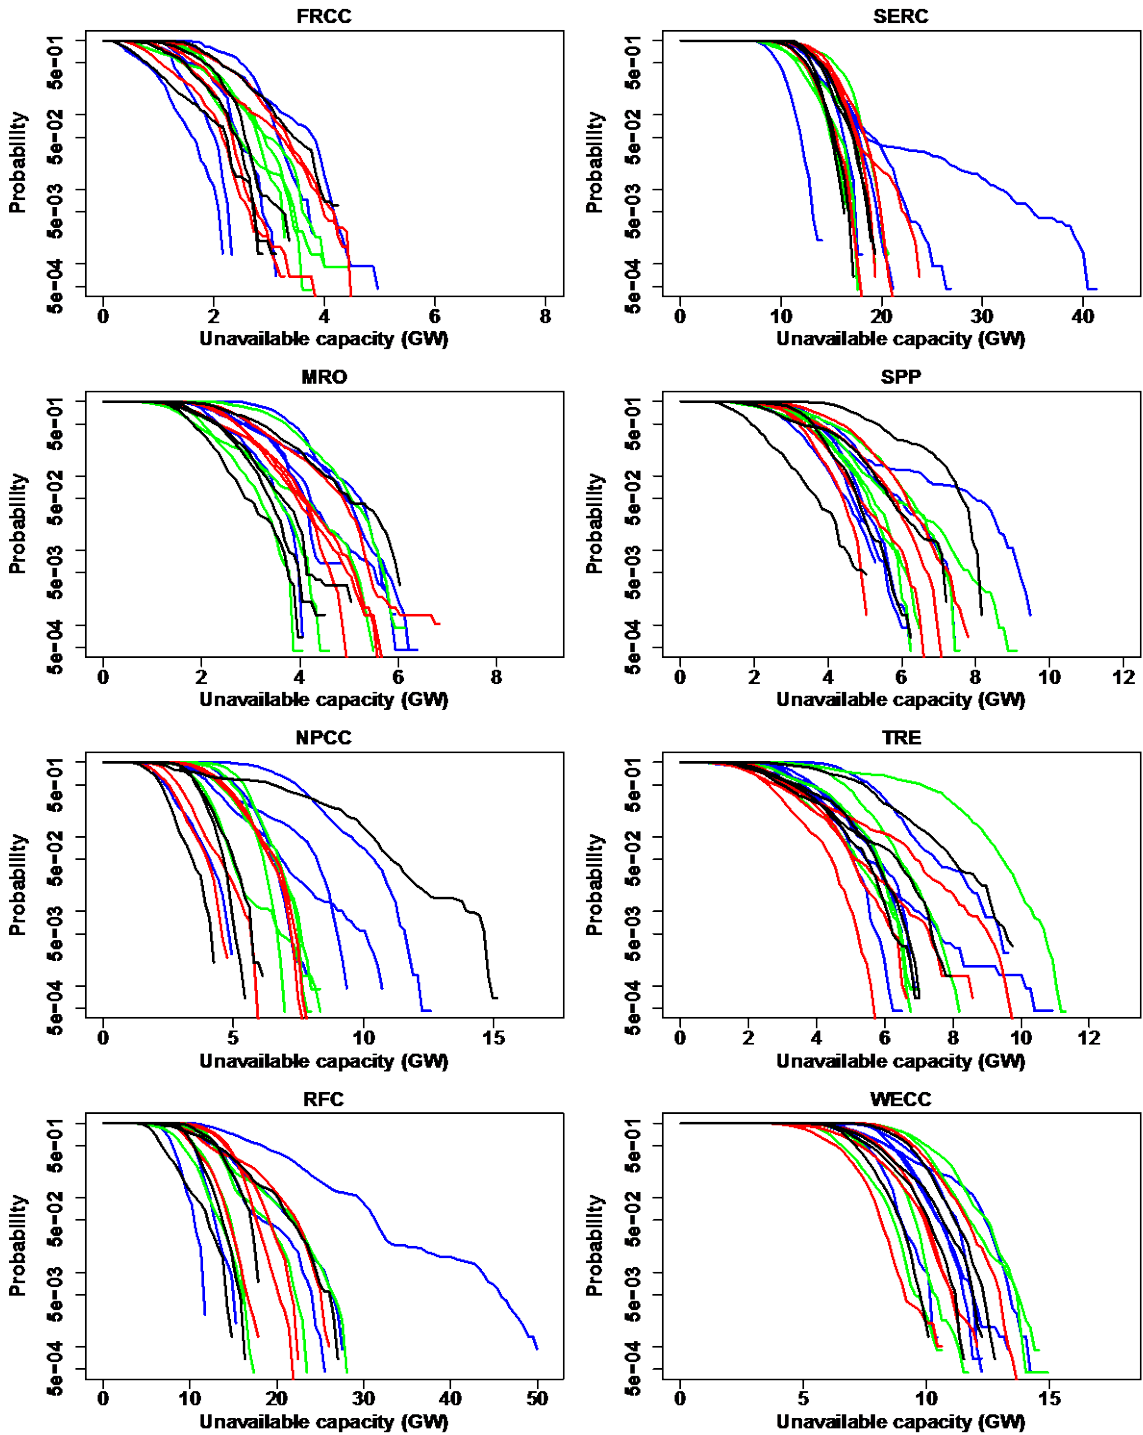 FRCC
Probability
5e-04 5e-03 5e-02 5e-01
0 2 4 6 8
Unavailable capacity (GW)
SERC
Probability
5e-04 5e-03 5e-02 5e-01
0 10 20 30 40
Unavailable capacity (GW)
MRO
Probability
5e-04 5e-03 5e-02 5e-01
0 2 4 6 8
Unavailable capacity (GW)
SPP
Probability
5e-04 5e-03 5e-02 5e-01
0 2 4 6 8 10 12
Unavailable capacity (GW)
NPCC
Probability
5e-04 5e-03 5e-02 5e-01
0 5 10 15
Unavailable capacity (GW)
TRE
Probability
5e-04 5e-03 5e-02 5e-01
0 2 4 6 8 10 12
Unavailable capacity (GW)
RFC
Probability
5e-04 5e-03 5e-02 5e-01
0 10 20 30 40 50
Unavailable capacity (GW)
WECC
Probability
5e-04 5e-03 5e-02 5e-01
0 5 10 15
Unavailable capacity (GW)